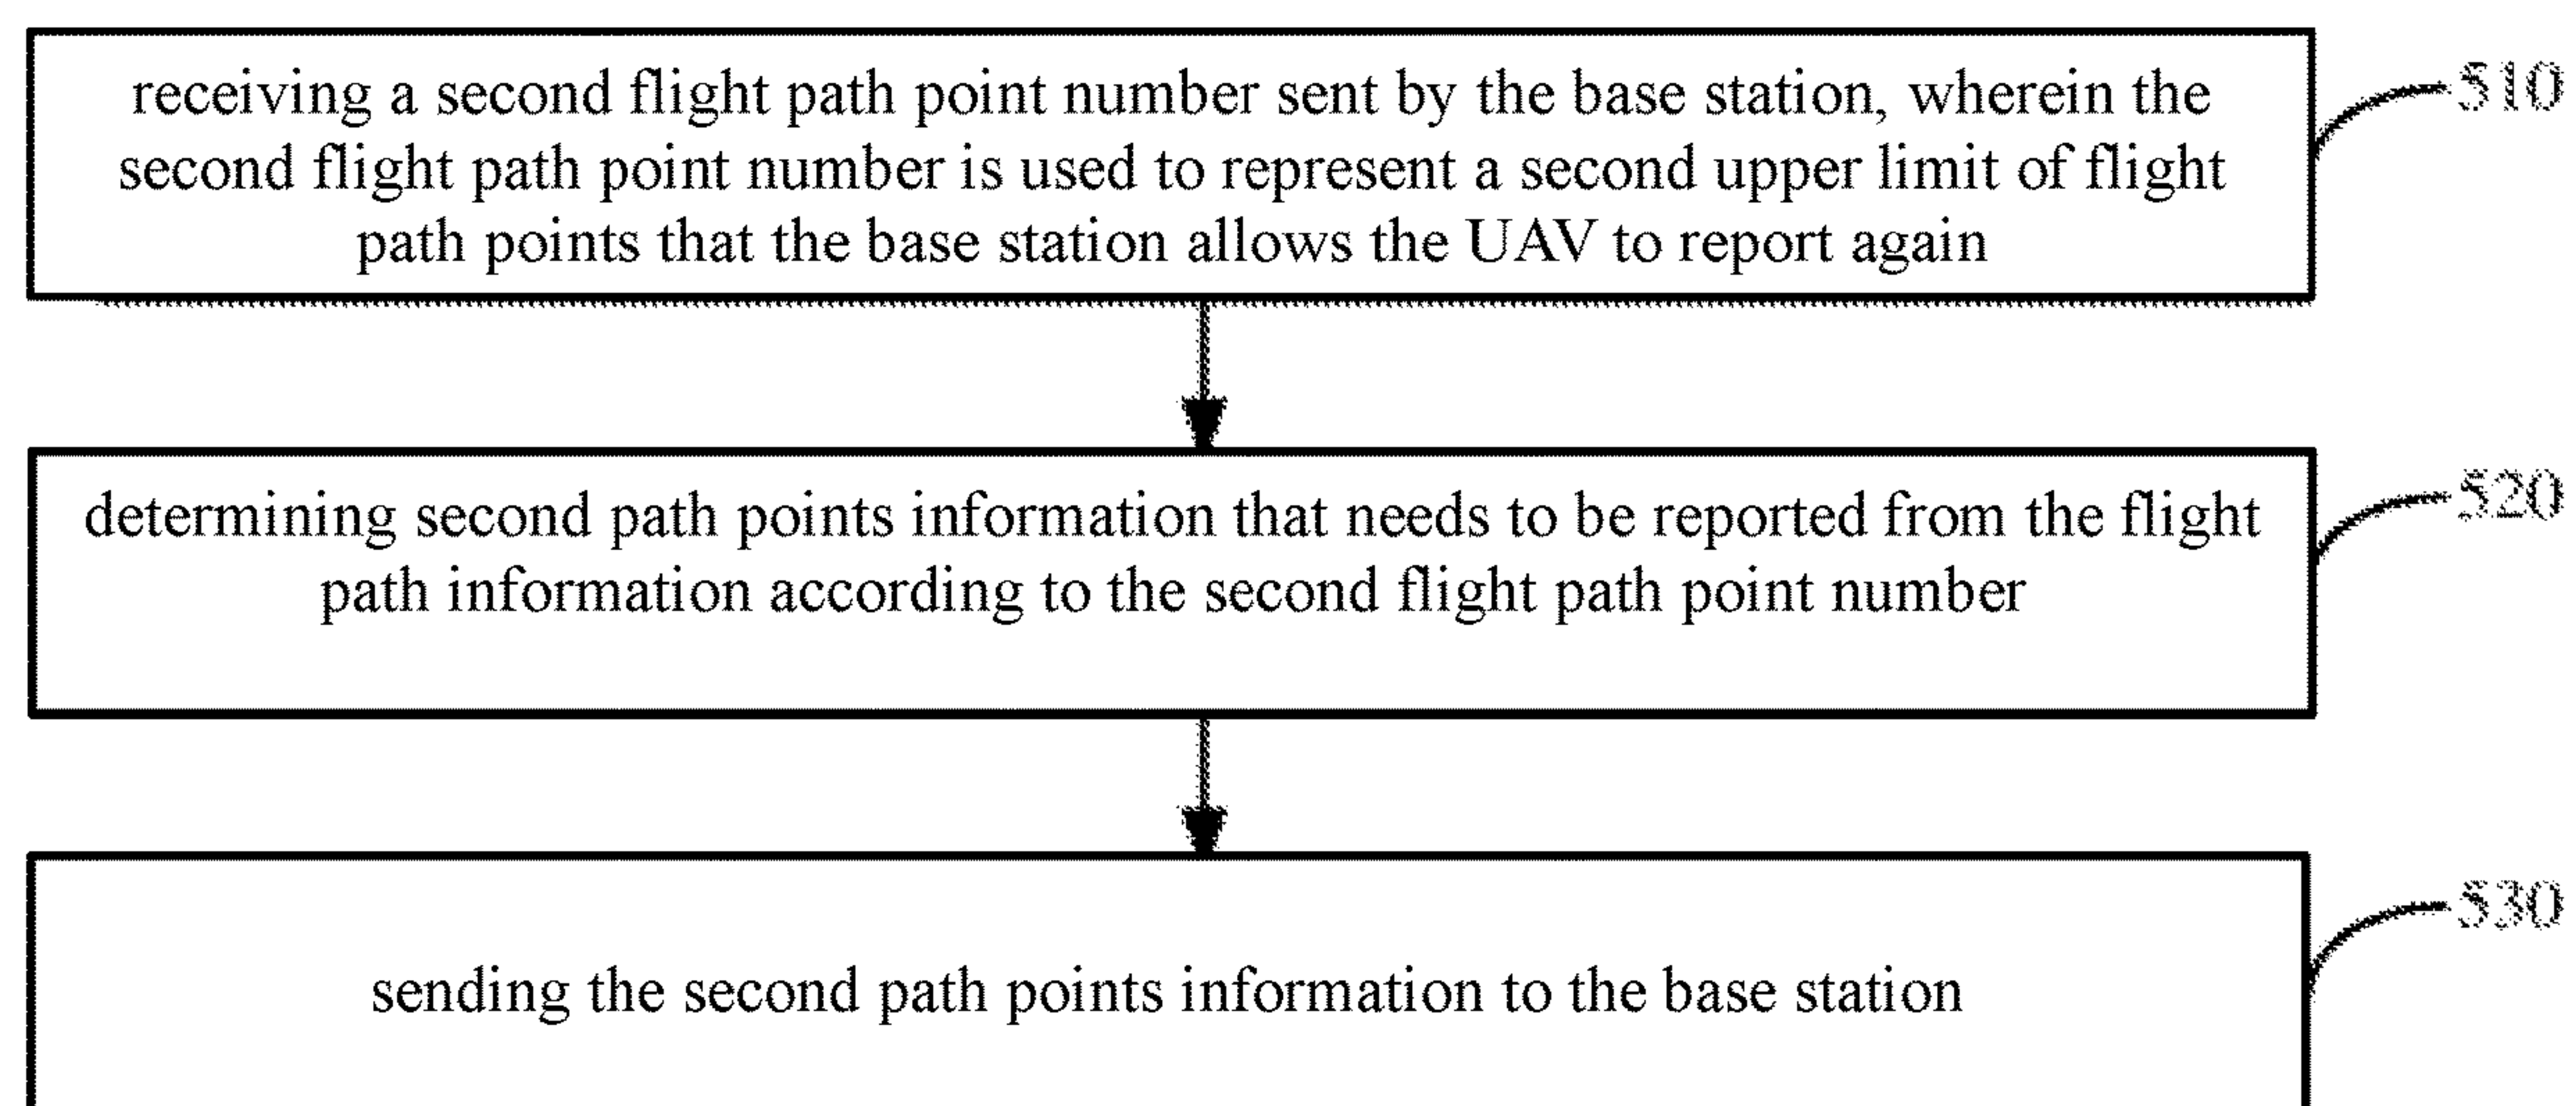 receiving a second flight path point number sent by the base station, wherein the
510
second flight path point number is used to represent a second upper limit of flight
path points that the base station allows the UAV to report again
determining second path points information that needs to be reported from the flight
520
path information according to the second flight path point number
530
sending the second path points information to the base station